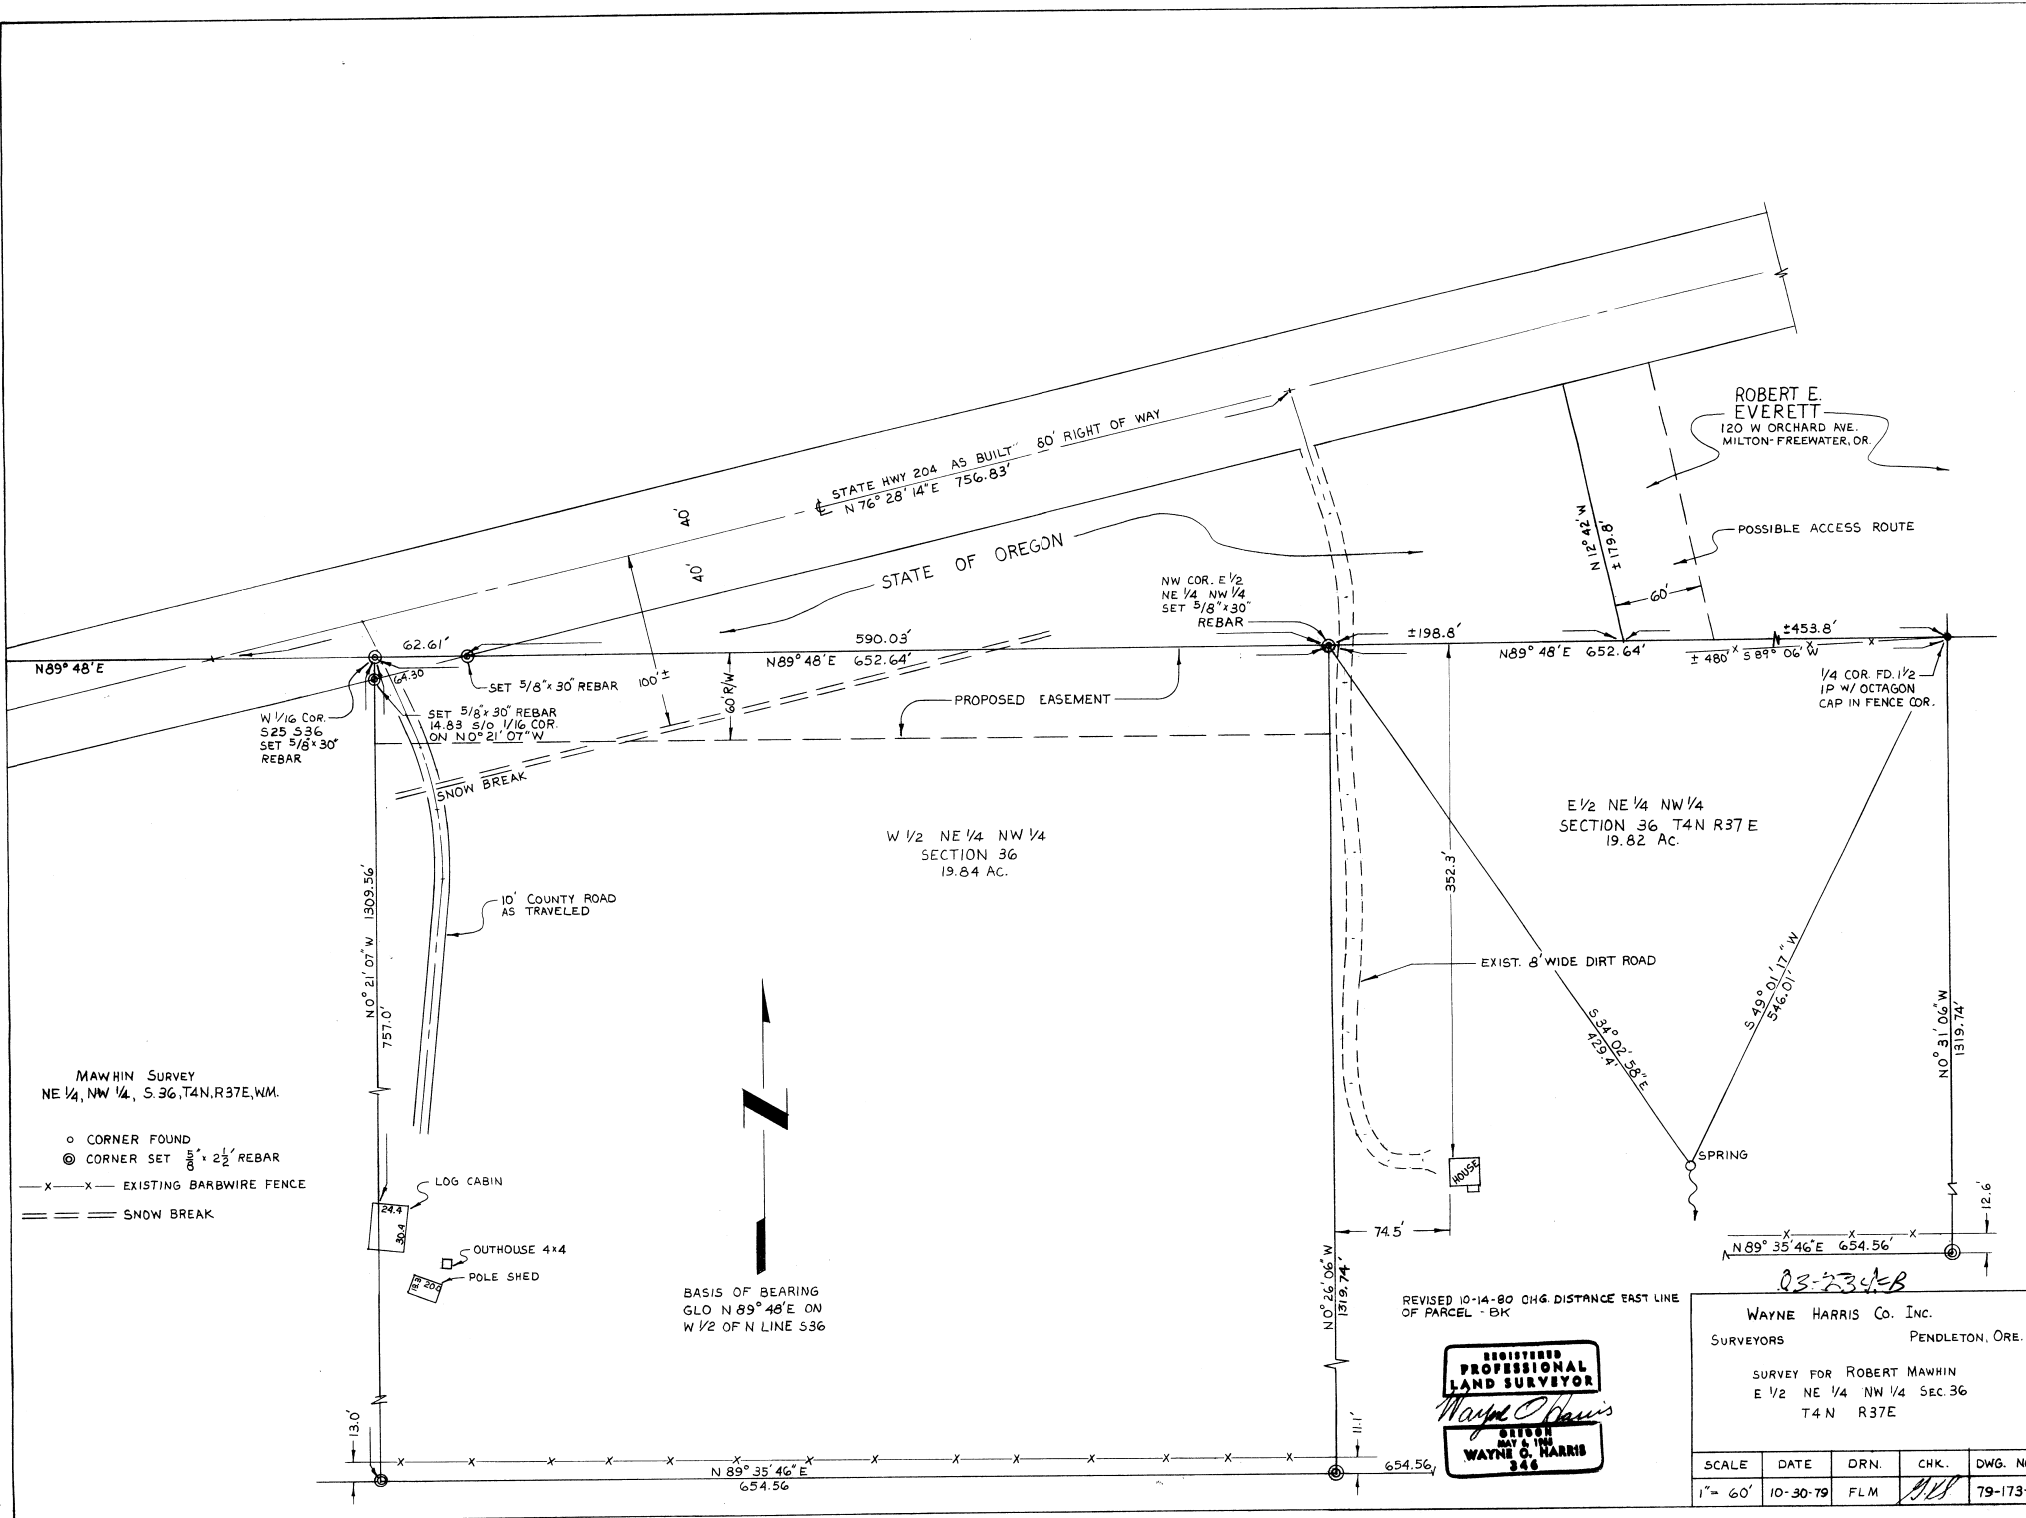 ROBERT E.
EVERETT
120 W ORCHARD AVE.
MILTON-FREEWATER, OR.
POSSIBLE ACCESS ROUTE
N 12° 42' W
± 179.8'
60'
STATE HWY 204 AS BUILT 80' RIGHT OF WAY
N 76° 28' 14" E 756.83'
40'
40'
STATE OF OREGON
NW COR. E 1/2
NE 1/4 NW 1/4
SET 5/8" x 30"
REBAR
N89° 48' E
62.61'
590.03'
N89° 48' E 652.64'
±198.8'
N89° 48' E 652.64'
±453.8'
± 480' S 89° 06' W
1/4 COR. FD. 1 1/2
IP W/ OCTAGON
CAP IN FENCE COR.
64.30
SET 5/8" x 30" REBAR
100' ±
60' R/W
PROPOSED EASEMENT
W 1/16 COR.
S25 S36
SET 5/8" x 30"
REBAR
SET 5/8" x 30" REBAR
14.83 S/O 1/16 COR.
ON N0° 21' 07" W
SNOW BREAK
W 1/2 NE 1/4 NW 1/4
SECTION 36
19.84 AC.
E 1/2 NE 1/4 NW 1/4
SECTION 36 T4N R37E
19.82 AC.
N0° 21' 07" W 1309.56'
757.0'
10' COUNTY ROAD
AS TRAVELED
352.3'
EXIST. 8' WIDE DIRT ROAD
S 34° 02' 58" E
429.4'
S 49° 01' 17" W
546.01'
N0° 31' 06" W
1319.74'
MAWHIN SURVEY
NE 1/4, NW 1/4, S.36, T4N, R37E, W.M.
CORNER FOUND
CORNER SET 5/8" x 2 1/2' REBAR
EXISTING BARBWIRE FENCE
SNOW BREAK
LOG CABIN
24.4
30.4
OUTHOUSE 4x4
POLE SHED
20.0
N
HOUSE
SPRING
74.5'
12.6'
N89° 35' 46" E 654.56'
N0° 26' 06" W
1319.74'
BASIS OF BEARING
GLO N 89° 48' E ON
W 1/2 OF N LINE S36
REVISED 10-14-80 CHG. DISTANCE EAST LINE
OF PARCEL - BK
13.0'
11.1'
N 89° 35' 46" E
654.56
654.56
REGISTERED
PROFESSIONAL
LAND SURVEYOR
Wayne O Harris
OREGON
WAYNE O. HARRIS
346
WAYNE HARRIS CO. INC.
SURVEYORS PENDLETON, ORE.
SURVEY FOR ROBERT MAWHIN
E 1/2 NE 1/4 NW 1/4 SEC. 36
T4N R37E
SCALE DATE DRN. CHK. DWG.
1" = 60' 10-30-79 FLM 79-173-